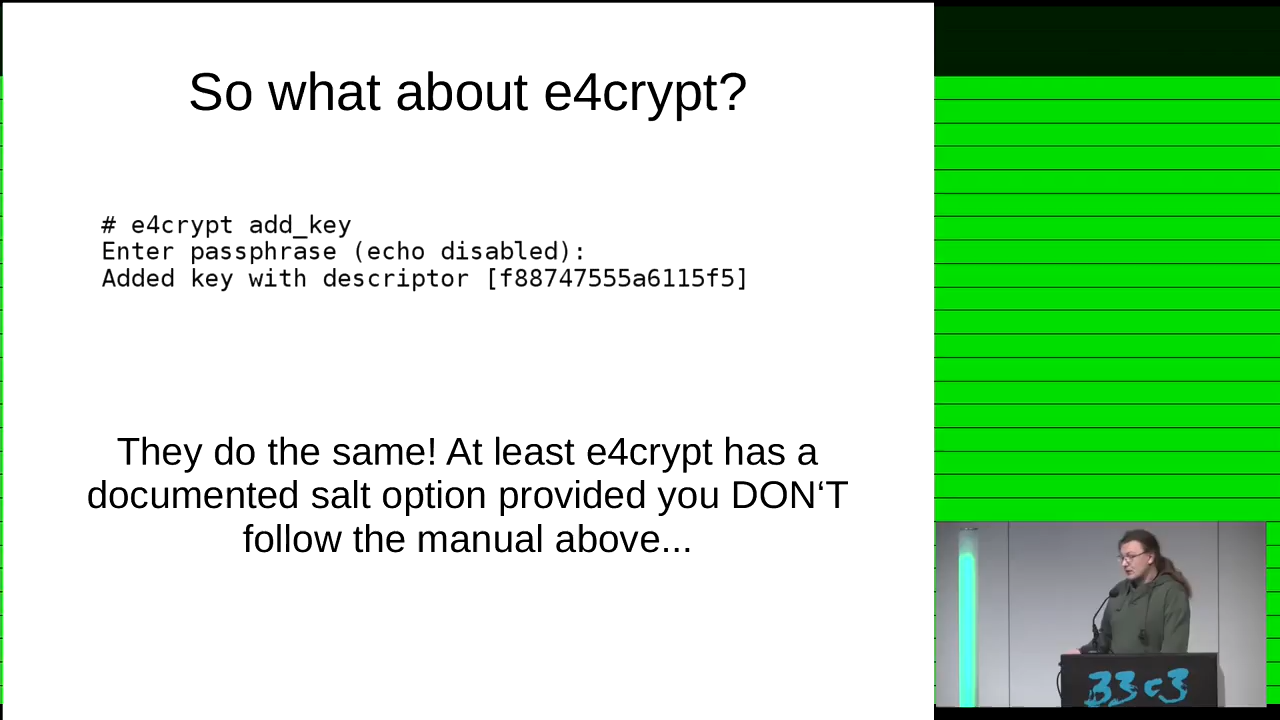 So what about e4crypt?
# e4crypt add_key
Enter passphrase (echo disabled):
Added key with descriptor [f88747555a6115f5]
They do the same! At least e4crypt has a
documented salt option provided you DON‘T
follow the manual above...
33c3